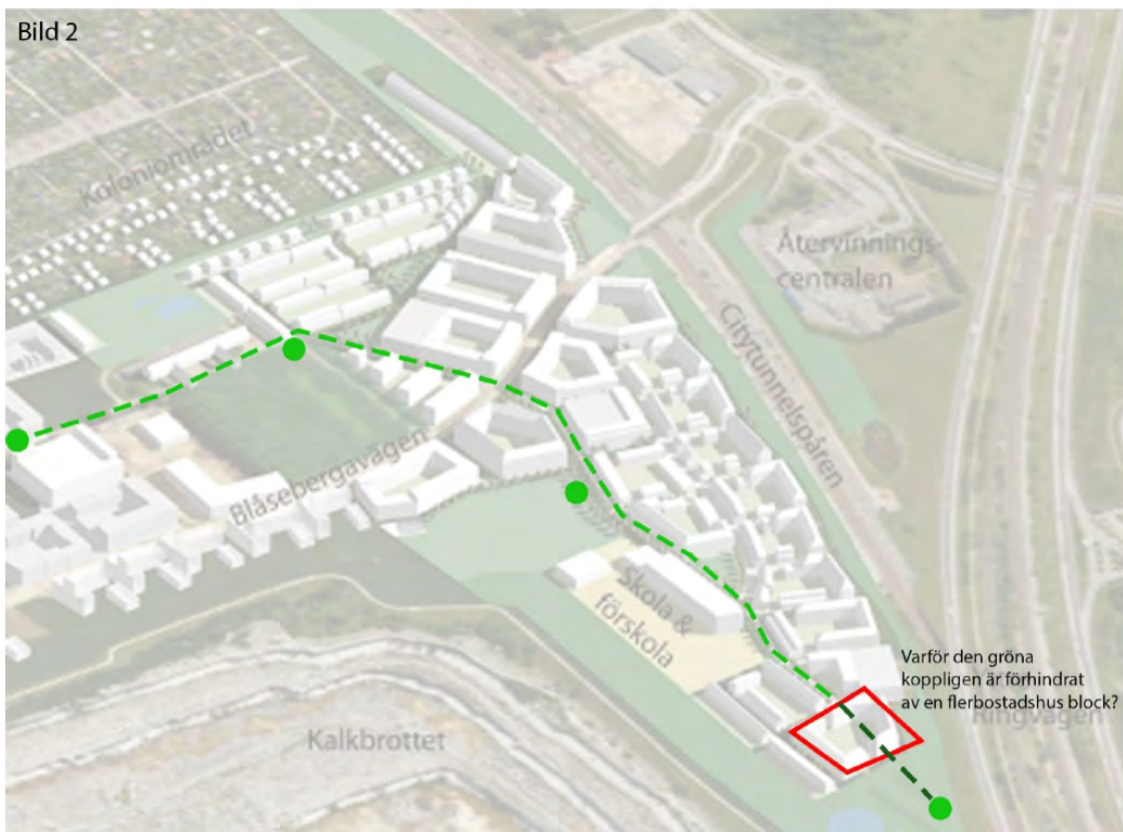 Bild 2
Koloniområdet
Återvinnings-
centralen
Citytunnelspåren
Blåsebergavägen
Skola &
förskola
Varför den gröna
koppligen är förhindrat
av en flerbostadshus block?
Ringvägen
Kalkbrottet